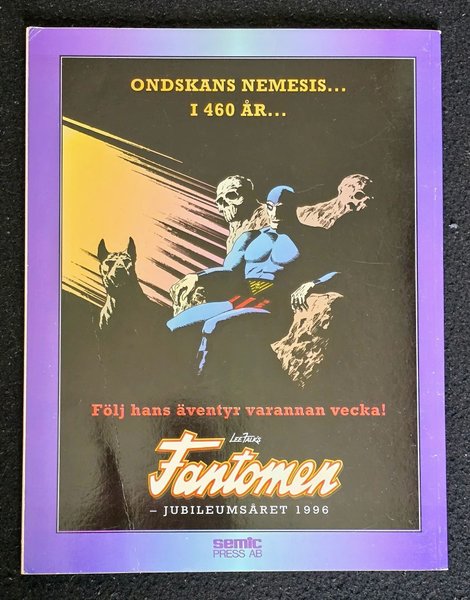 ONDSKANS NEMESIS...
I 460 ÅR...
Följ hans äventyr varannan vecka!
LEE FALK'S
Fantomen
– JUBILEUMSÅRET 1996
semic
PRESS AB